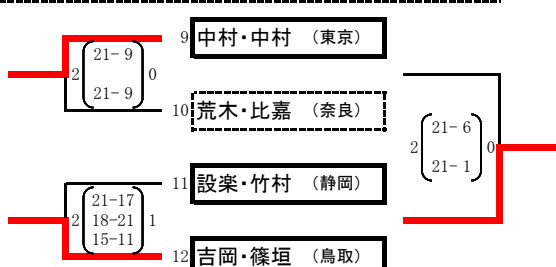 9 中村・中村 （東京）
2 21- 9 0
21- 9
10 荒木・比嘉 （奈良）
21- 6
2 0
21- 1
11 設楽・竹村 （静岡）
21-17
2 18-21 1
15-11
12 吉岡・篠垣 （鳥取）